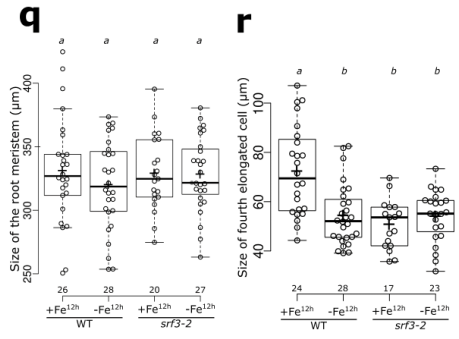 q
a a a a
Size of the root meristem (μm)
400
350
300
250
26 28 20 27
+Fe12h -Fe12h +Fe12h -Fe12h
WT srf3-2
r
a b b b
Size of fourth elongated cell (μm)
100
80
60
40
24 28 17 23
+Fe12h -Fe12h +Fe12h -Fe12h
WT srf3-2